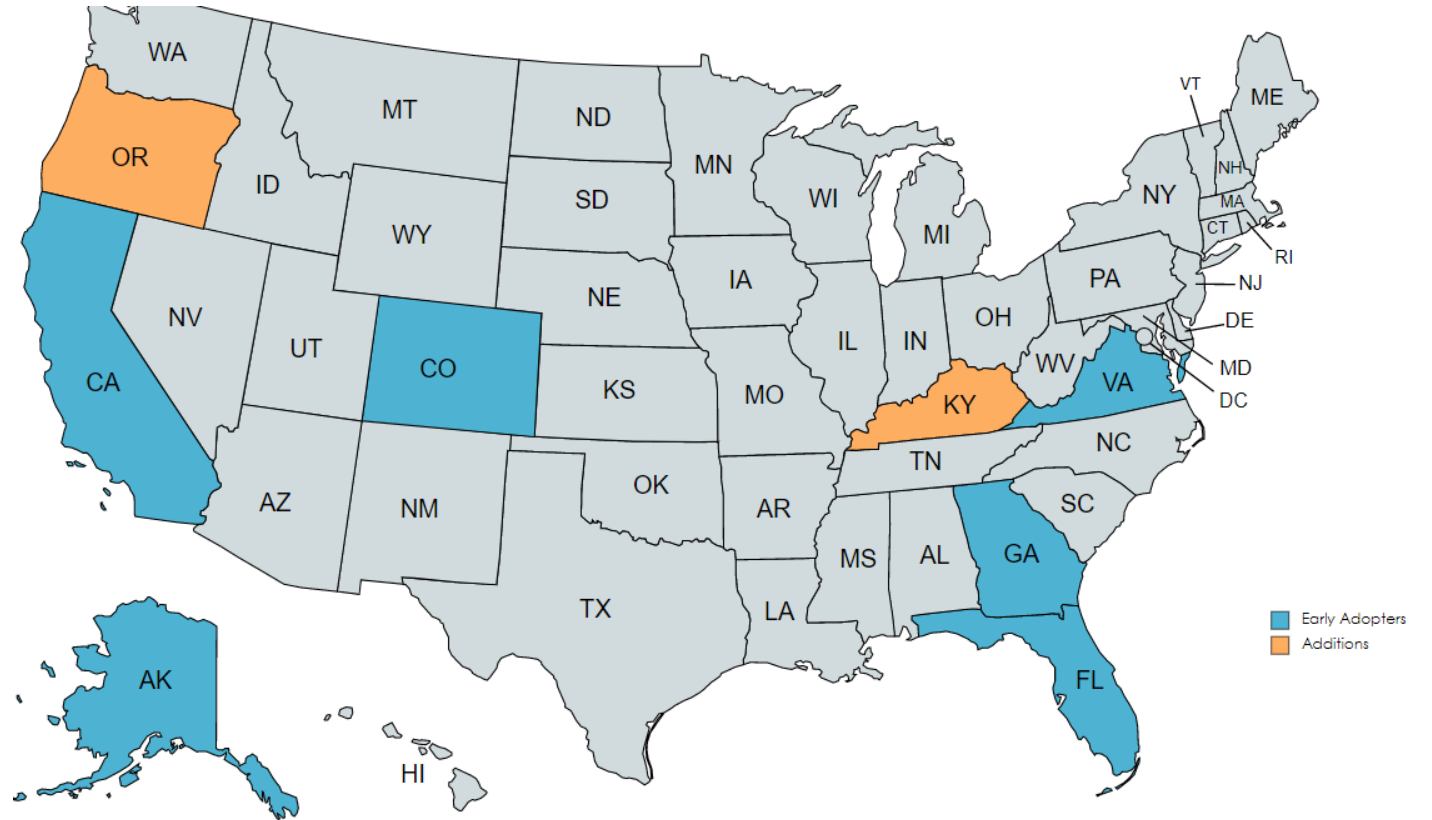 WA
MT
ND
MN
VT
ME
OR
ID
SD
WI
NY
NH
MA
WY
MI
CT
RI
NV
NE
IA
PA
NJ
UT
CO
IL
IN
OH
DE
CA
KS
MO
WV
VA
MD
KY
DC
AZ
NM
OK
AR
TN
NC
SC
TX
LA
MS
AL
GA
Early Adopters
Additions
AK
HI
FL